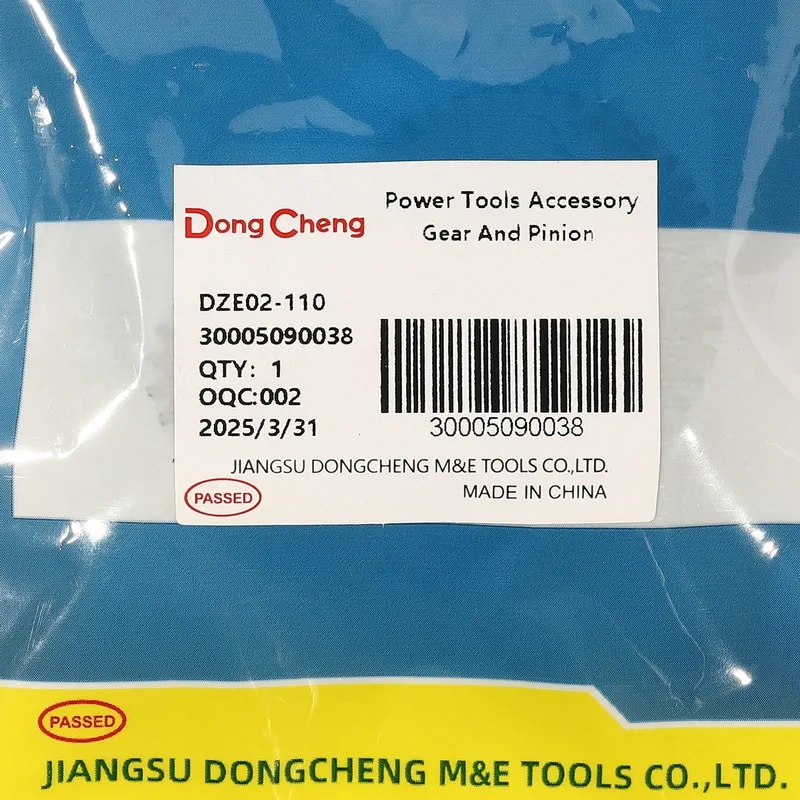 Dong Cheng
Power Tools Accessory
Gear And Pinion
DZE02-110
30005090038
QTY: 1
OQC:002
2025/3/31
30005090038
JIANGSU DONGCHENG M&E TOOLS CO.,LTD.
PASSED
MADE IN CHINA
PASSED
JIANGSU DONGCHENG M&E TOOLS CO.,LTD.